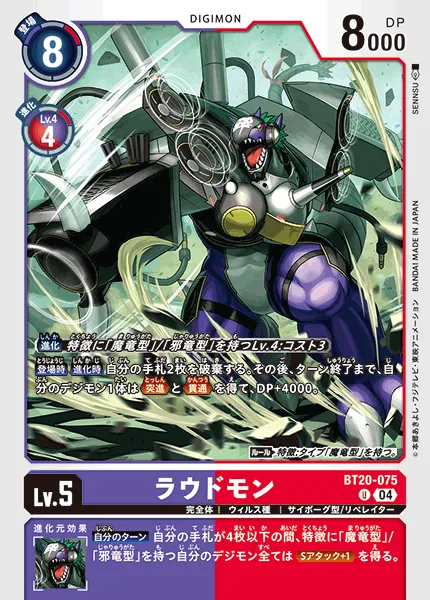 登場
8
DIGIMON
8000
DP
進化
Lv.4
4
SENNSU
BANDAI MADE IN JAPAN
© 本郷あきよし・フジテレビ・東映アニメーション
進化 特徴に「魔竜型」/「邪竜型」を持つLv.4:コスト3
登場時 進化時 自分の手札2枚を破棄する。その後、ターン終了まで、自
分のデジモン1体は 突進 と 貫通 を得て、DP+4000。
ルール 特徴:タイプ「魔竜型」を持つ。
Lv.5
ラウドモン
BT20-075
U 04
完全体 | ウィルス種 | サイボーグ型/リベレイター
進化元効果
自分のターン 自分の手札が4枚以下の間、特徴に「魔竜型」/
「邪竜型」を持つ自分のデジモン全ては Sアタック+1 を得る。